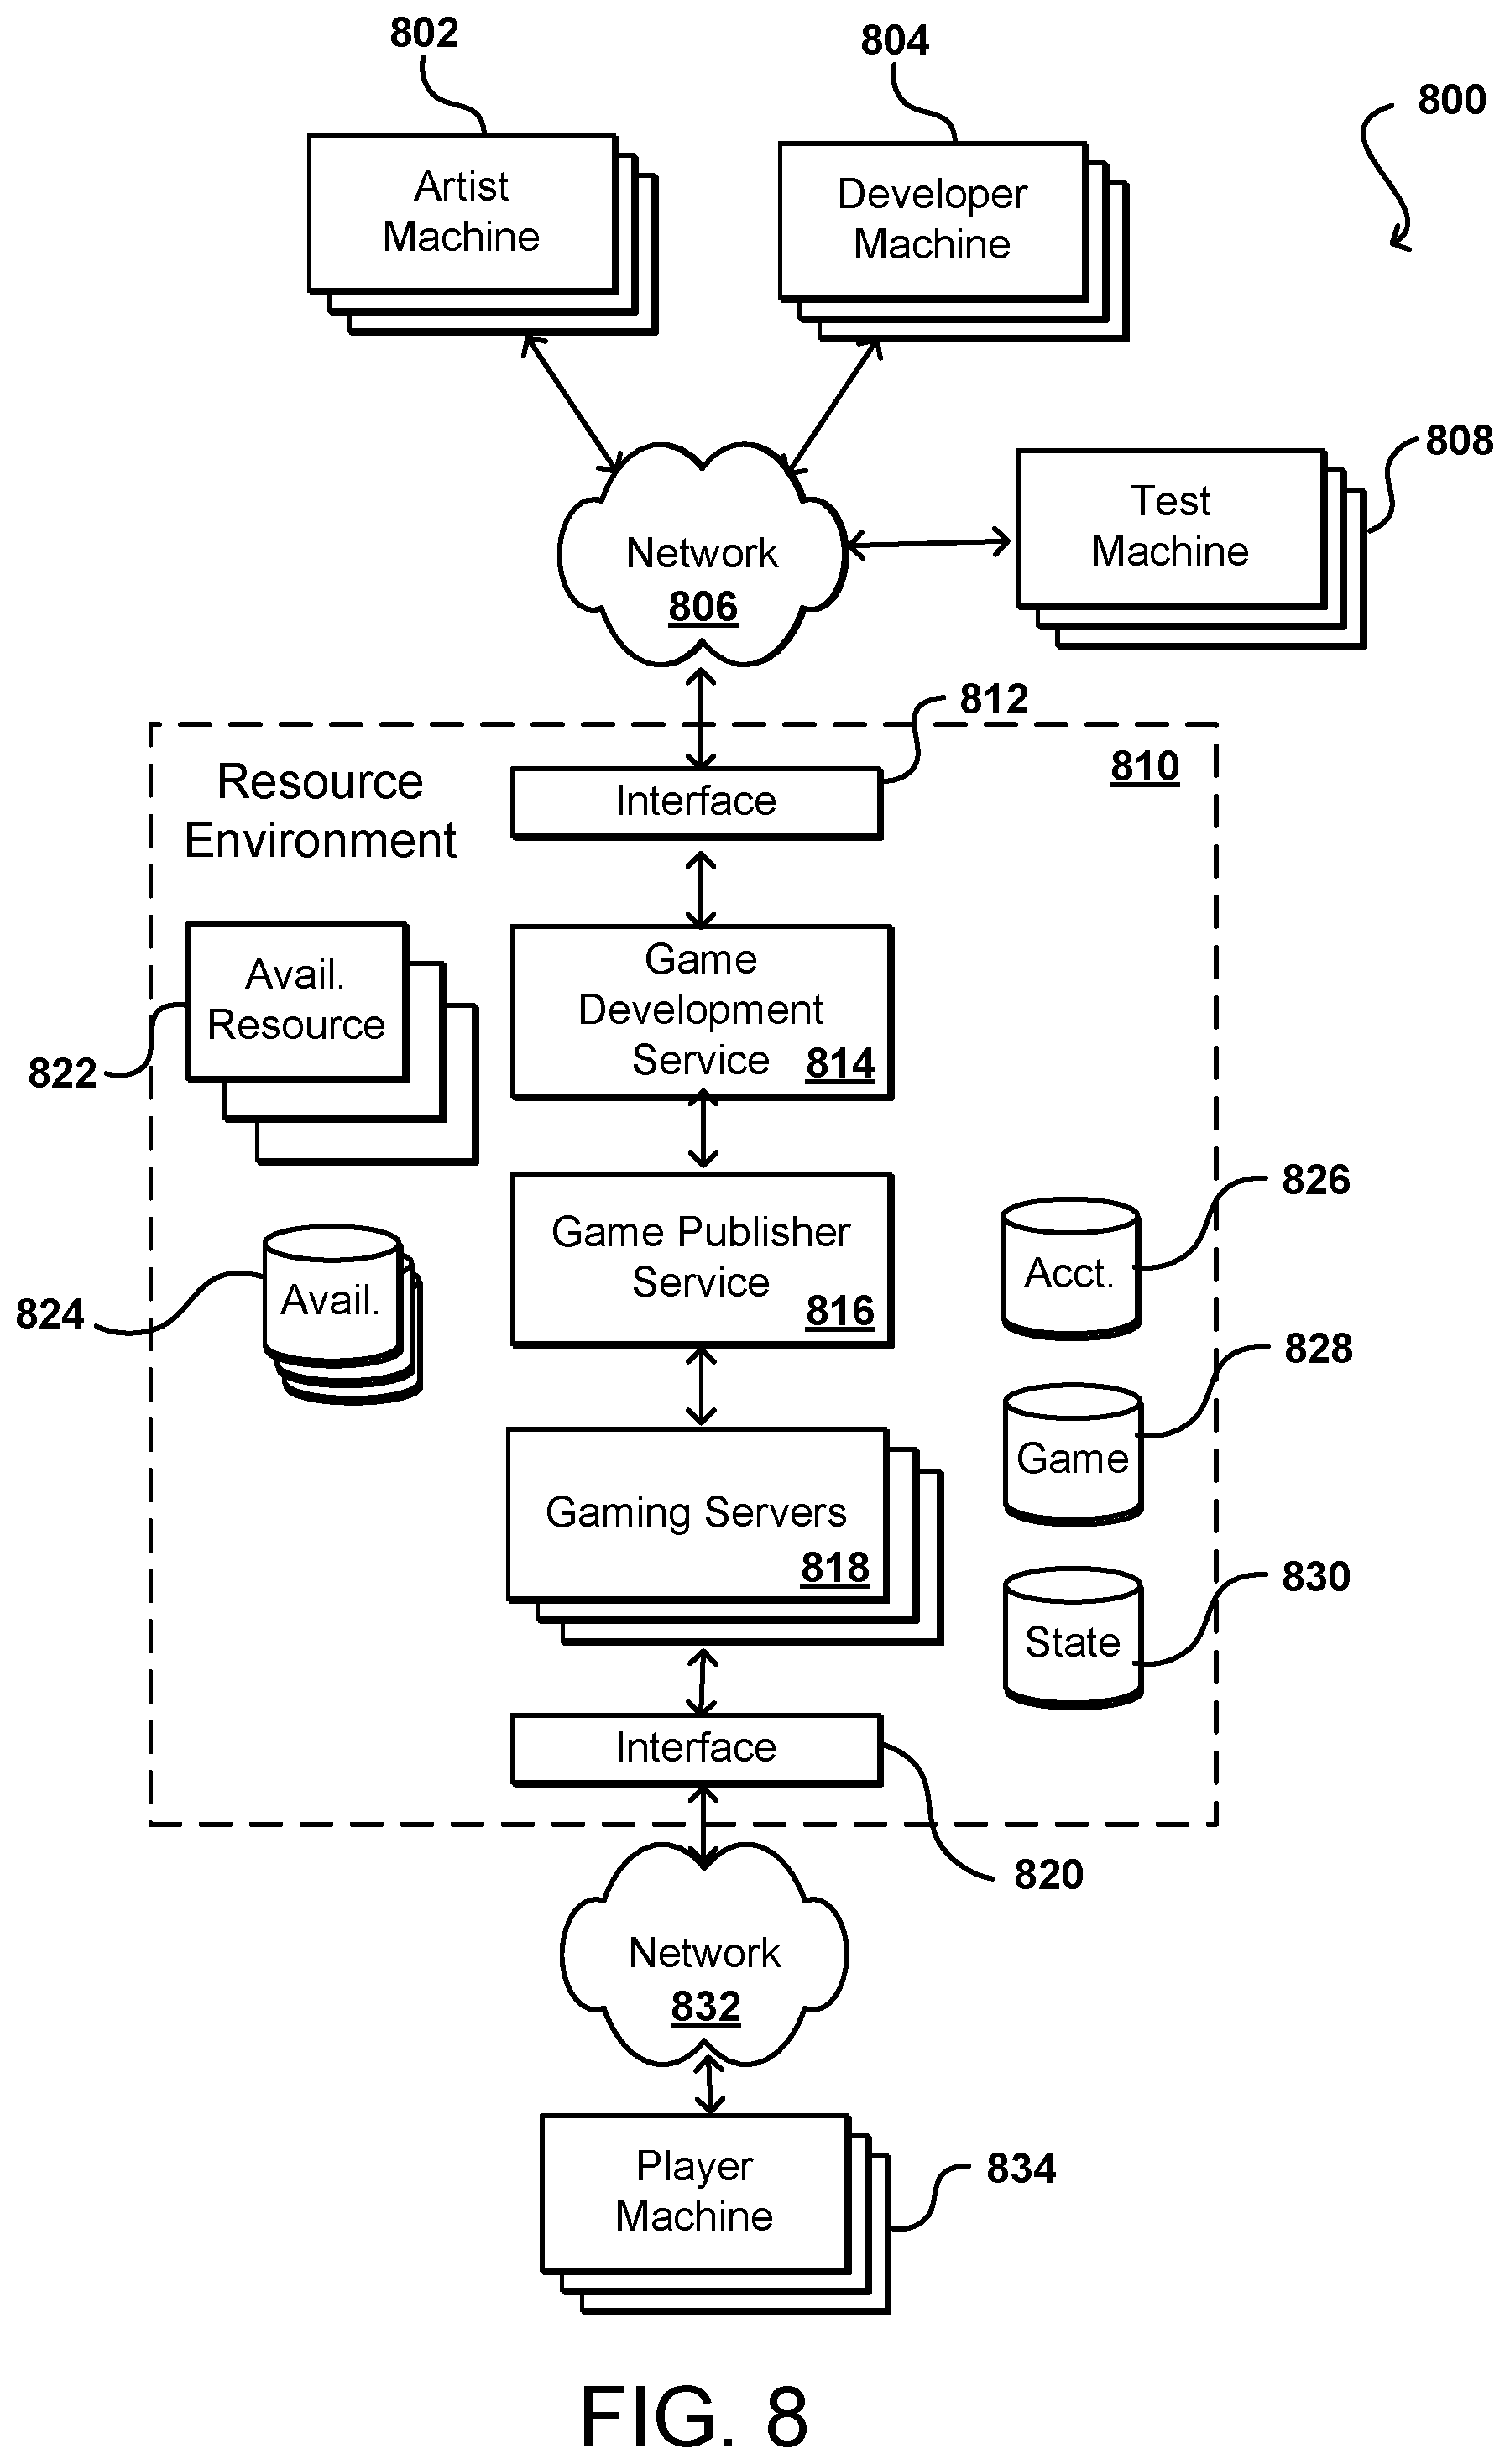 802
804
800
Artist
Machine
Developer
Machine
808
Test
Machine
Network
806
812
810
Resource
Environment
Interface
Avail.
Resource
822
Game
Development
Service
814
824
Avail.
Game Publisher
Service
816
826
Acct.
828
Game
Gaming Servers
818
830
State
Interface
820
Network
832
Player
Machine
834
FIG. 8